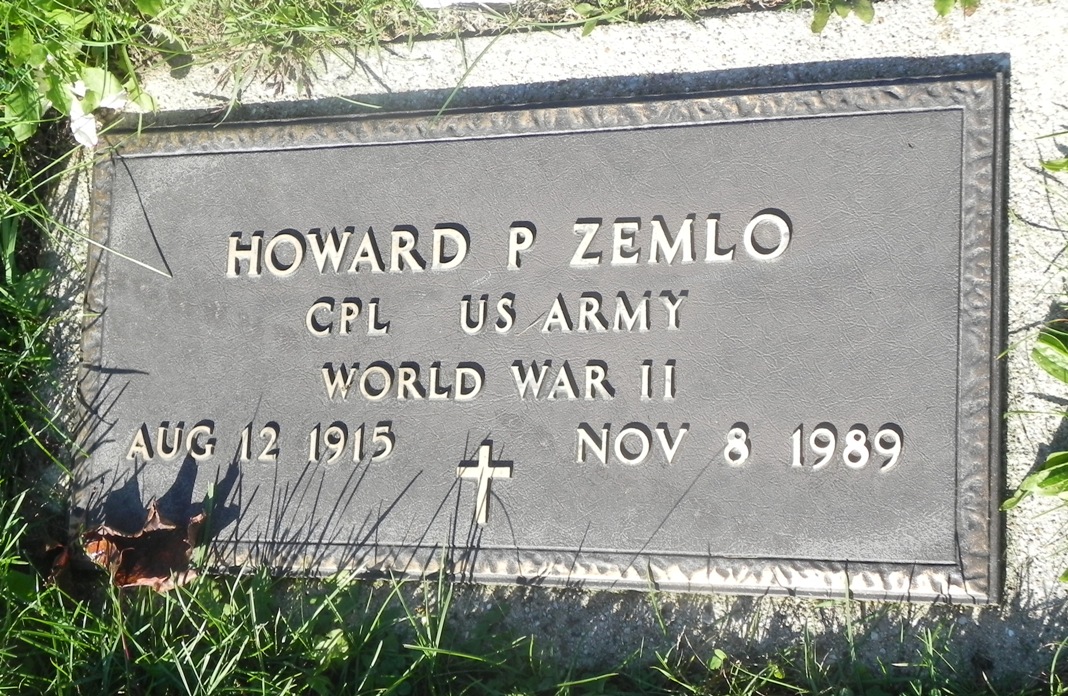 HOWARD P ZEMLO
CPL US ARMY
WORLD WAR II
AUG 12 1915 NOV 8 1989